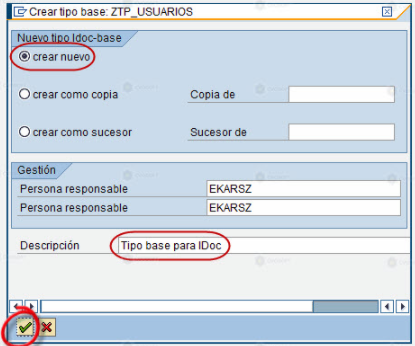 Crear tipo base: ZTP_USUARIOS
Nuevo tipo Idoc-base
crear nuevo
crear como copia Copia de
crear como sucesor Sucesor de
Gestión
Persona responsable EKARSZ
Persona responsable EKARSZ
Descripción Tipo base para IDoc